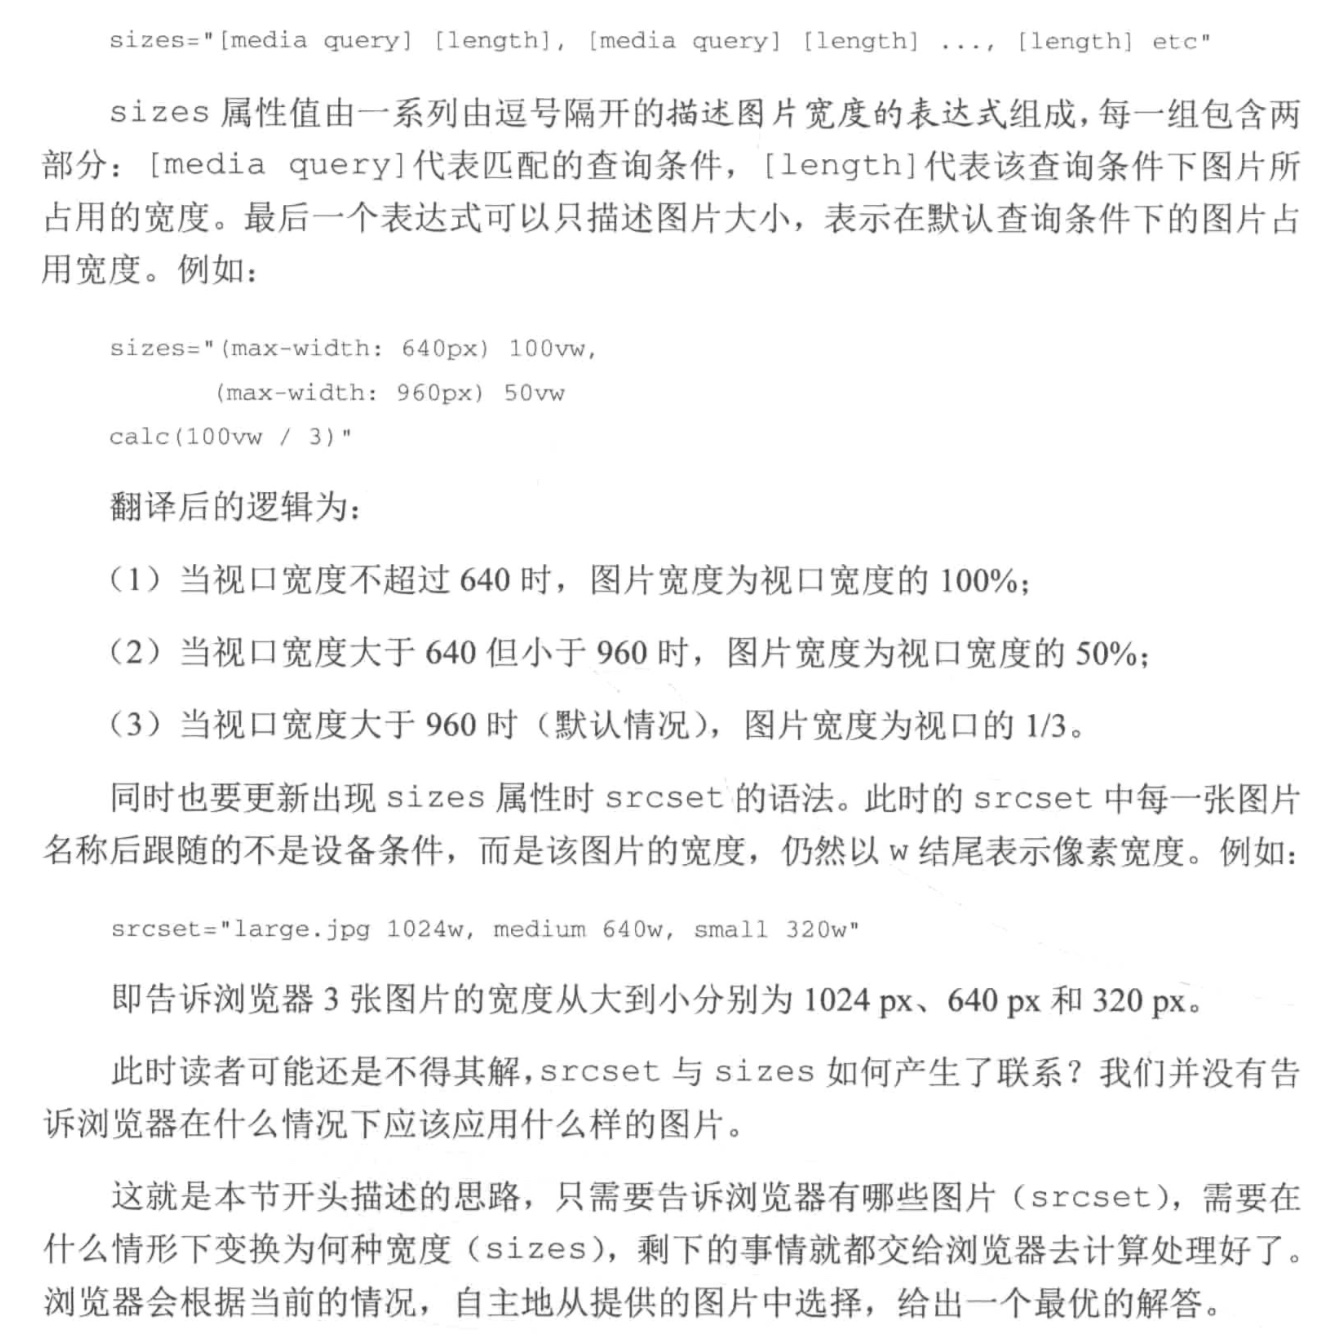 sizes="[media query] [length], [media query] [length] ..., [length] etc"
sizes 属性值由一系列由逗号隔开的描述图片宽度的表达式组成，每一组包含两
部分：[media query]代表匹配的查询条件，[length]代表该查询条件下图片所
占用的宽度。最后一个表达式可以只描述图片大小，表示在默认查询条件下的图片占
用宽度。例如：
sizes="(max-width: 640px) 100vw,
(max-width: 960px) 50vw
calc(100vw / 3)"
翻译后的逻辑为：
（1）当视口宽度不超过 640 时，图片宽度为视口宽度的 100%；
（2）当视口宽度大于 640 但小于 960 时，图片宽度为视口宽度的 50%；
（3）当视口宽度大于 960 时（默认情况），图片宽度为视口的 1/3。
同时也要更新出现 sizes 属性时 srcset 的语法。此时的 srcset 中每一张图片
名称后跟随的不是设备条件，而是该图片的宽度，仍然以 w 结尾表示像素宽度。例如：
srcset="large.jpg 1024w, medium 640w, small 320w"
即告诉浏览器 3 张图片的宽度从大到小分别为 1024 px、640 px 和 320 px。
此时读者可能还是不得其解，srcset 与 sizes 如何产生了联系？我们并没有告
诉浏览器在什么情况下应该应用什么样的图片。
这就是本节开头描述的思路，只需要告诉浏览器有哪些图片（srcset），需要在
什么情形下变换为何种宽度（sizes），剩下的事情就都交给浏览器去计算处理好了。
浏览器会根据当前的情况，自主地从提供的图片中选择，给出一个最优的解答。